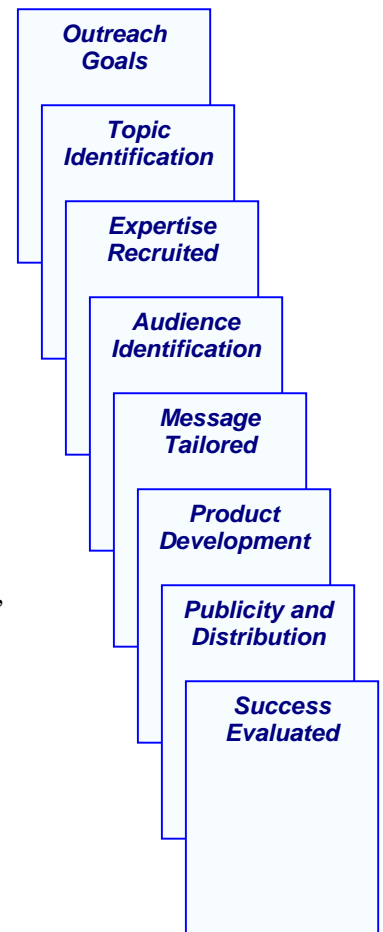 Outreach
Goals
Topic
Identification
Expertise
Recruited
Audience
Identification
Message
Tailored
Product
Development
,
Publicity and
Distribution
Success
Evaluated